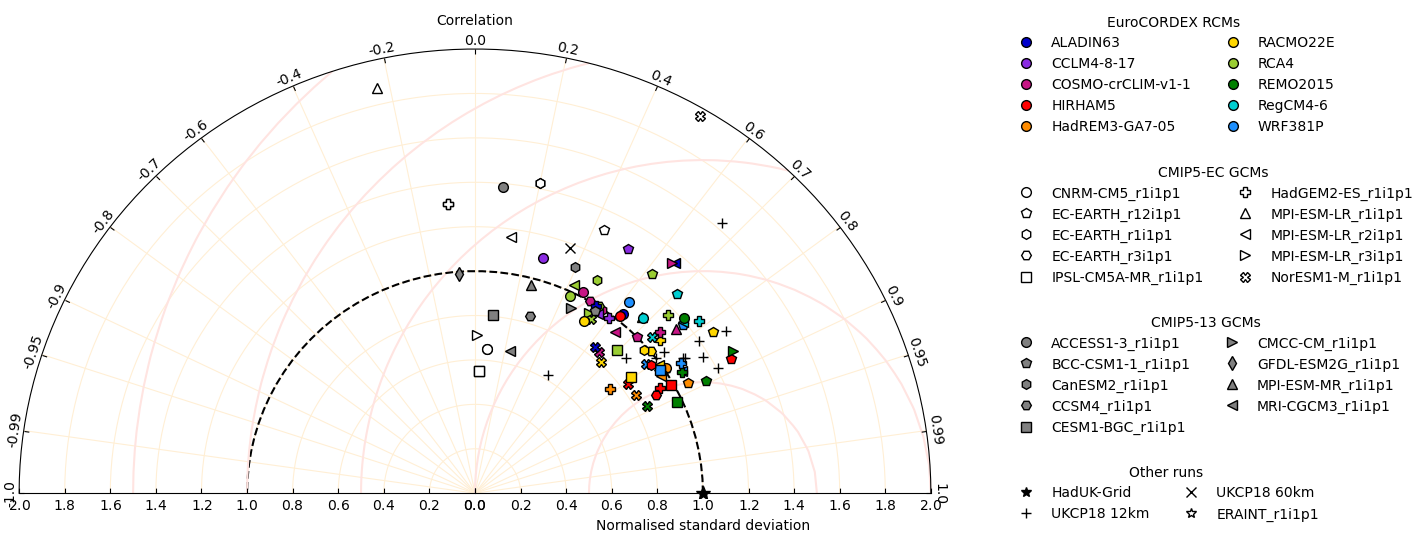 Correlation
-0.2 0.0 0.2
-0.4 0.4
-0.6 0.6
-0.7 0.7
-0.8 0.8
-0.9 0.9
-0.95 0.95
-0.99 0.99
-1.0 1.0
2.0 1.8 1.6 1.4 1.2 1.0 0.8 0.6 0.4 0.2 0.0 0.2 0.4 0.6 0.8 1.0 1.2 1.4 1.6 1.8 2.0
Normalised standard deviation
EuroCORDEX RCMs
ALADIN63 RACMO22E
CCLM4-8-17 RCA4
COSMO-crCLIM-v1-1 REMO2015
HIRHAM5 RegCM4-6
HadREM3-GA7-05 WRF381P
CMIP5-EC GCMs
CNRM-CM5_r1i1p1 HadGEM2-ES_r1i1p1
EC-EARTH_r12i1p1 MPI-ESM-LR_r1i1p1
EC-EARTH_r1i1p1 MPI-ESM-LR_r2i1p1
EC-EARTH_r3i1p1 MPI-ESM-LR_r3i1p1
IPSL-CM5A-MR_r1i1p1 NorESM1-M_r1i1p1
CMIP5-13 GCMs
ACCESS1-3_r1i1p1 CMCC-CM_r1i1p1
BCC-CSM1-1_r1i1p1 GFDL-ESM2G_r1i1p1
CanESM2_r1i1p1 MPI-ESM-MR_r1i1p1
CCSM4_r1i1p1 MRI-CGCM3_r1i1p1
CESM1-BGC_r1i1p1
Other runs
HadUK-Grid UKCP18 60km
UKCP18 12km ERAINT_r1i1p1